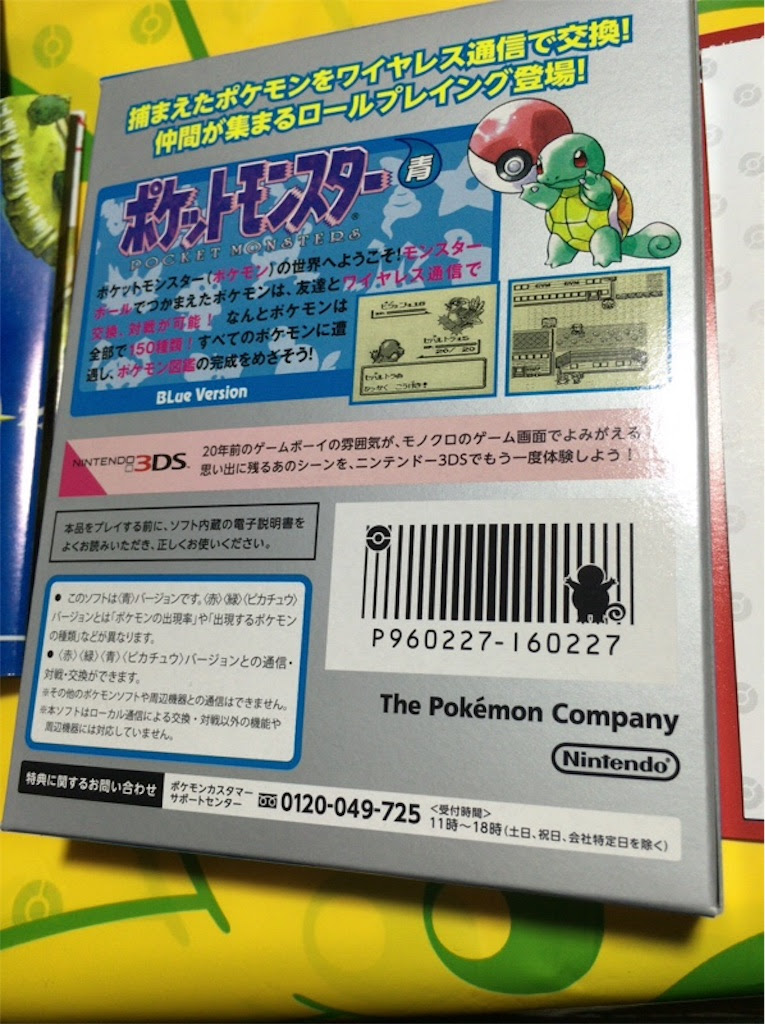 捕まえたポケモンをワイヤレス通信で交換!
仲間が集まるロールプレイング登場!
ポケットモンスター 青
POCKET MONSTERS
ポケットモンスター(ポケモン)の世界へようこそ!モンスター
ボールでつかまえたポケモンは、友達とワイヤレス通信で
交換、対戦が可能! なんとポケモンは
全部で150種類!すべてのポケモンに遭
遇し、ポケモン図鑑の完成をめざそう!
BLue Version
NINTENDO3DS
20年前のゲームボーイの雰囲気が、モノクロのゲーム画面でよみがえる
思い出に残るあのシーンを、ニンテンドー3DSでもう一度体験しよう!
本品をプレイする前に、ソフト内蔵の電子説明書を
よくお読みいただき、正しくお使いください。
● このソフトは〈青〉バージョンです。〈赤〉〈緑〉〈ピカチュウ〉
バージョンとは「ポケモンの出現率」や「出現するポケモン
の種類」などが異なります。
● 〈赤〉〈緑〉〈青〉〈ピカチュウ〉バージョンとの通信・
対戦・交換ができます。
※その他のポケモンソフトや周辺機器との通信はできません。
※本ソフトはローカル通信による交換・対戦以外の機能や
周辺機器には対応していません。
P960227-160227
The Pokémon Company
Nintendo®
特典に関するお問い合わせ
ポケモンカスタマー
サポートセンター
0120-049-725
<受付時間>
11時～18時(土日、祝日、会社特定日を除く)